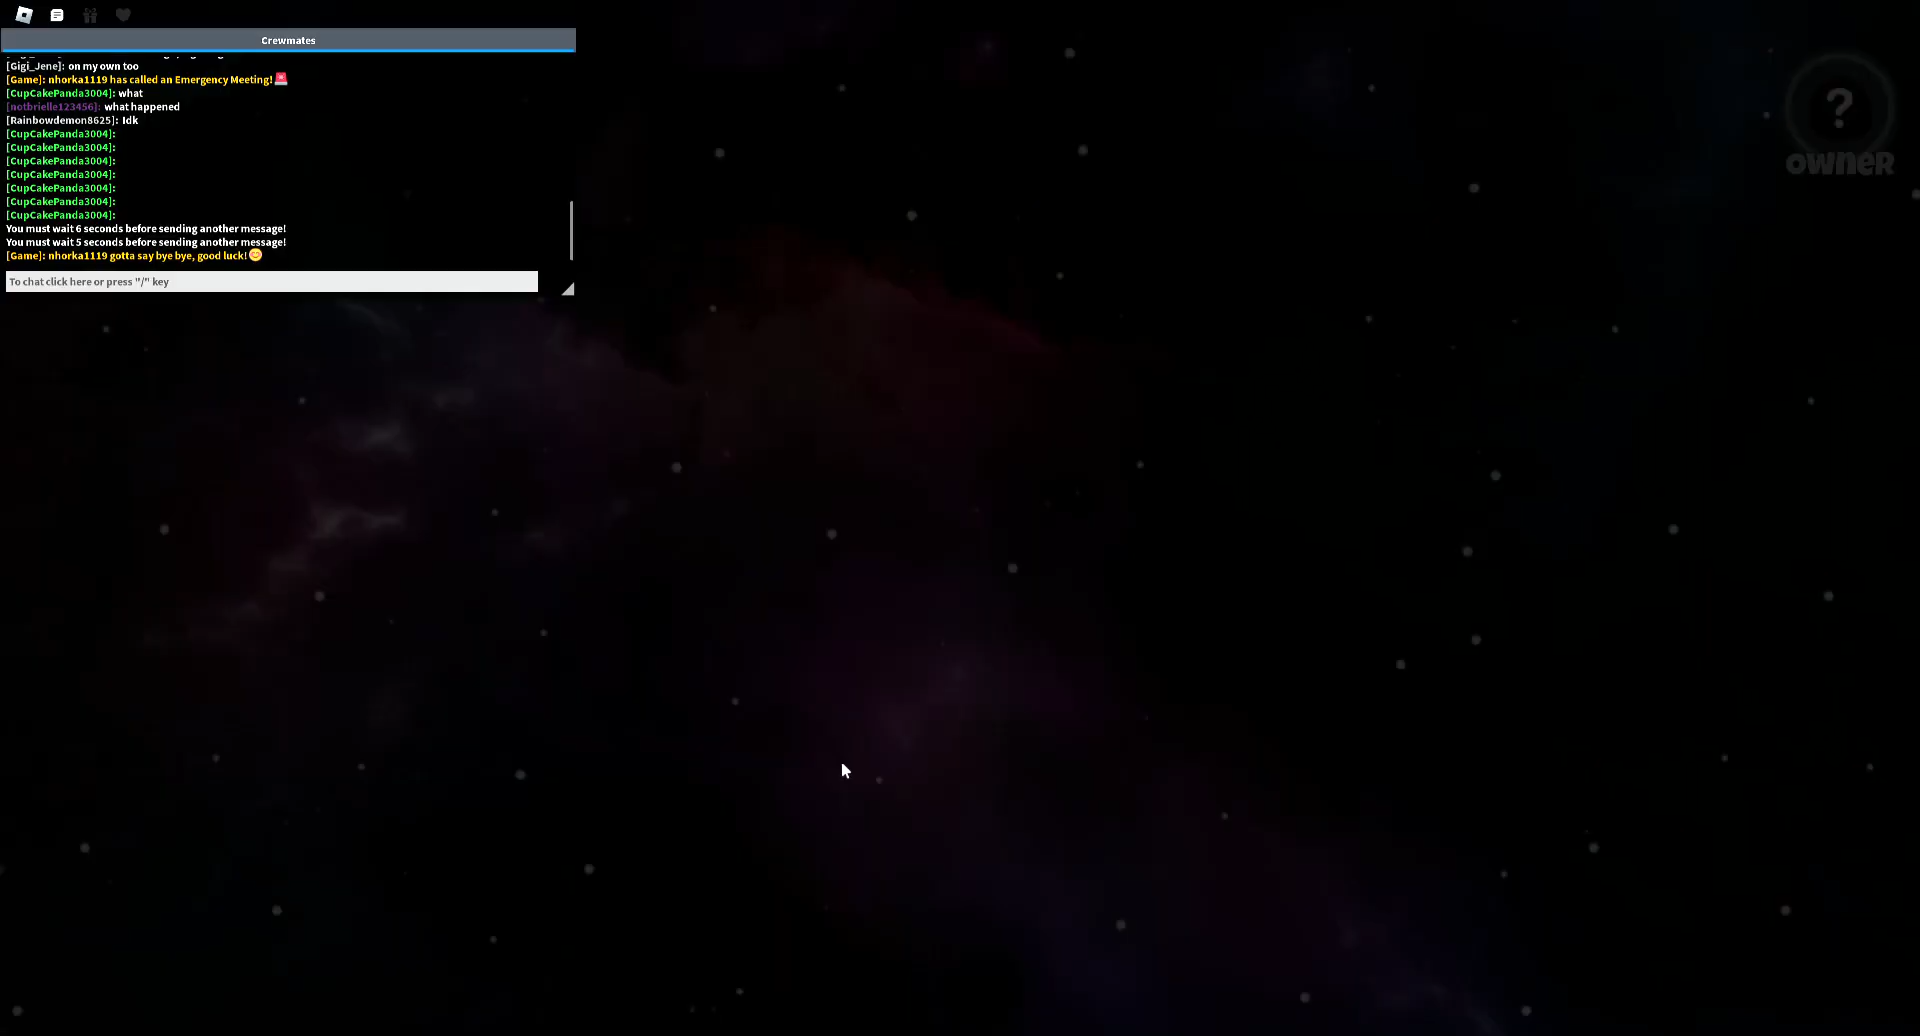 Crewmates
[Gigi_Jene]: on my own too
[Game]: nhorka1119 has called an Emergency Meeting!🚨
[CupCakePanda3004]: what
[notbrielle123456]: what happened
[Rainbowdemon8625]: Idk
[CupCakePanda3004]:
[CupCakePanda3004]:
[CupCakePanda3004]:
[CupCakePanda3004]:
[CupCakePanda3004]:
[CupCakePanda3004]:
[CupCakePanda3004]:
You must wait 6 seconds before sending another message!
You must wait 5 seconds before sending another message!
[Game]: nhorka1119 gotta say bye bye, good luck!😊
To chat click here or press "/" key
?
OWNER